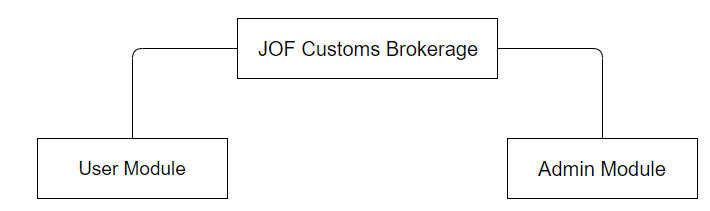 JOF Customs Brokerage
User Module
Admin Module